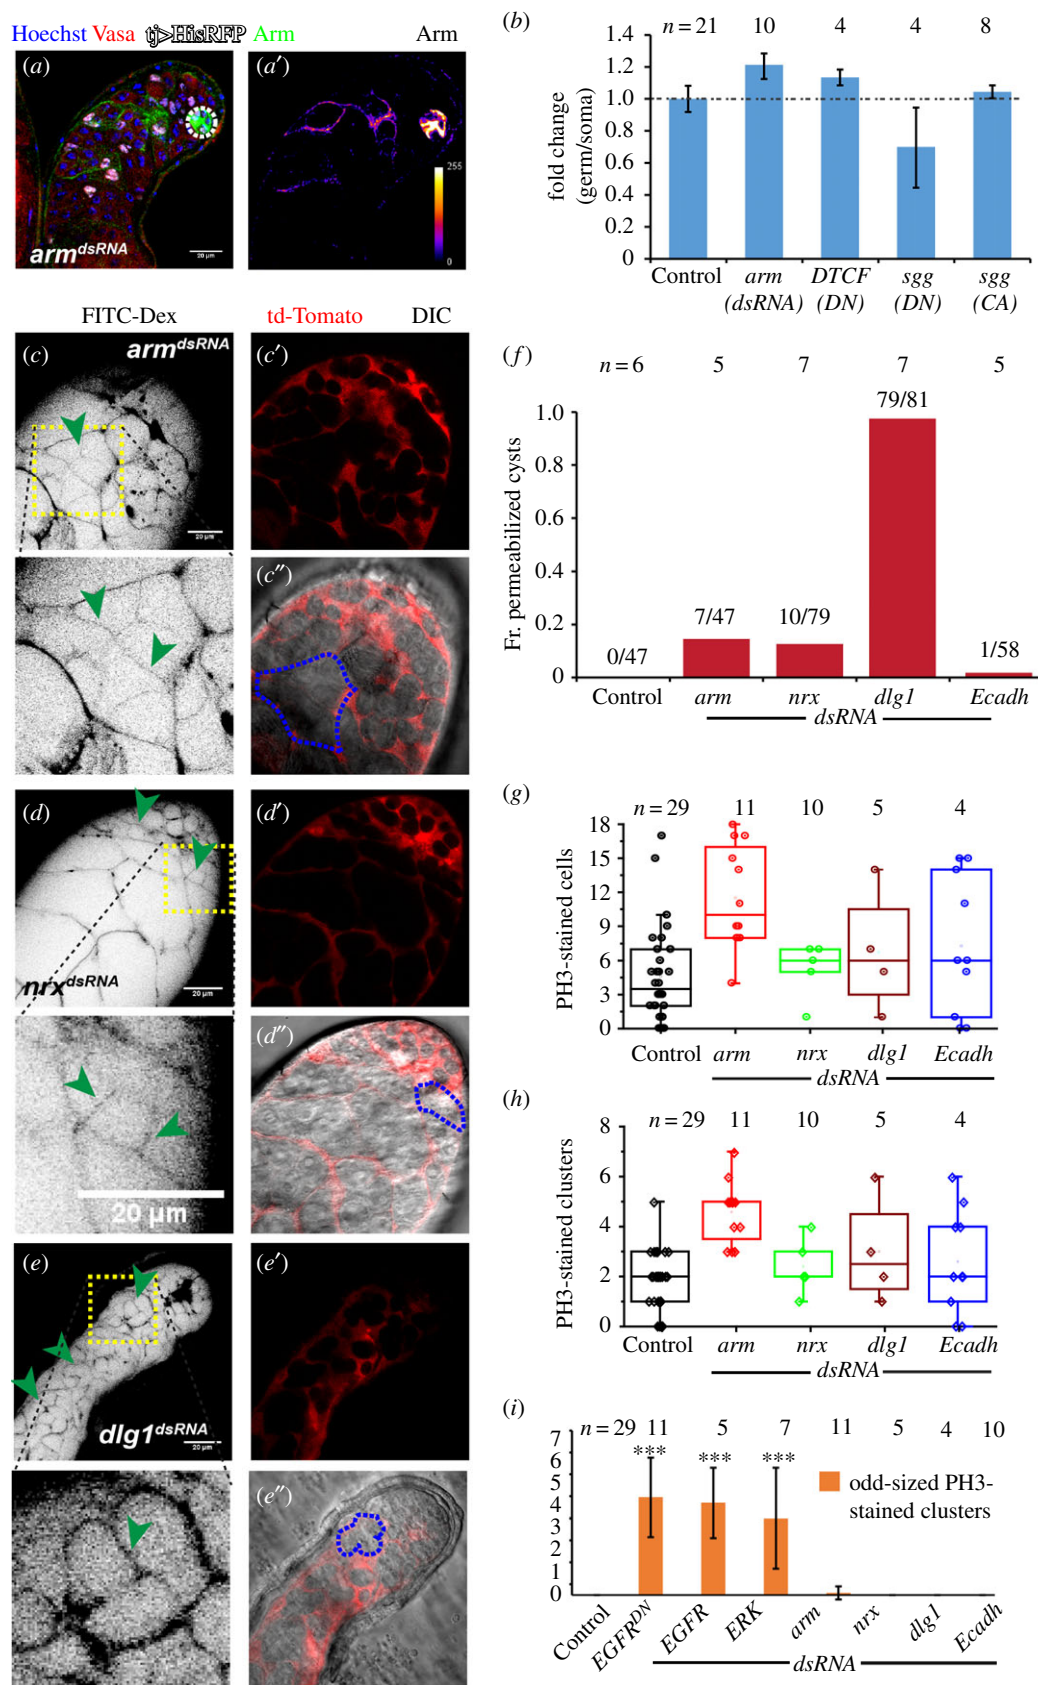 Hoechst Vasa tj>HisRFP Arm Arm
(a)
arm^dsRNA
20 µm
(a′)
255
0
(b)
n = 21 10 4 4 8
fold change
(germ/soma)
1.4
1.2
1.0
0.8
0.6
0.4
0.2
0
Control arm DTCF sgg sgg
(dsRNA) (DN) (DN) (CA)
FITC-Dex td-Tomato DIC
(c) arm^dsRNA
20 µm
(c′)
(c″)
(d)
nrx^dsRNA
20 µm
(d′)
20 µm
(d″)
(e)
dlg1^dsRNA
20 µm
(e′)
(e″)
(f)
n = 6 5 7 7 5
Fr. permeabilized cysts
1.0
0.8
0.6
0.4
0.2
0
0/47 7/47 10/79 79/81 1/58
Control arm nrx dlg1 Ecadh
dsRNA
(g)
n = 29 11 10 5 4
PH3-stained cells
18
15
12
9
6
3
0
Control arm nrx dlg1 Ecadh
dsRNA
(h)
n = 29 11 10 5 4
PH3-stained clusters
8
6
4
2
0
Control arm nrx dlg1 Ecadh
dsRNA
(i)
n = 29 11 5 7 11 5 4 10
7
6
5
4
3
2
1
0
*** *** ***
odd-sized PH3-
stained clusters
Control EGFR^DN EGFR ERK arm nrx dlg1 Ecadh
dsRNA